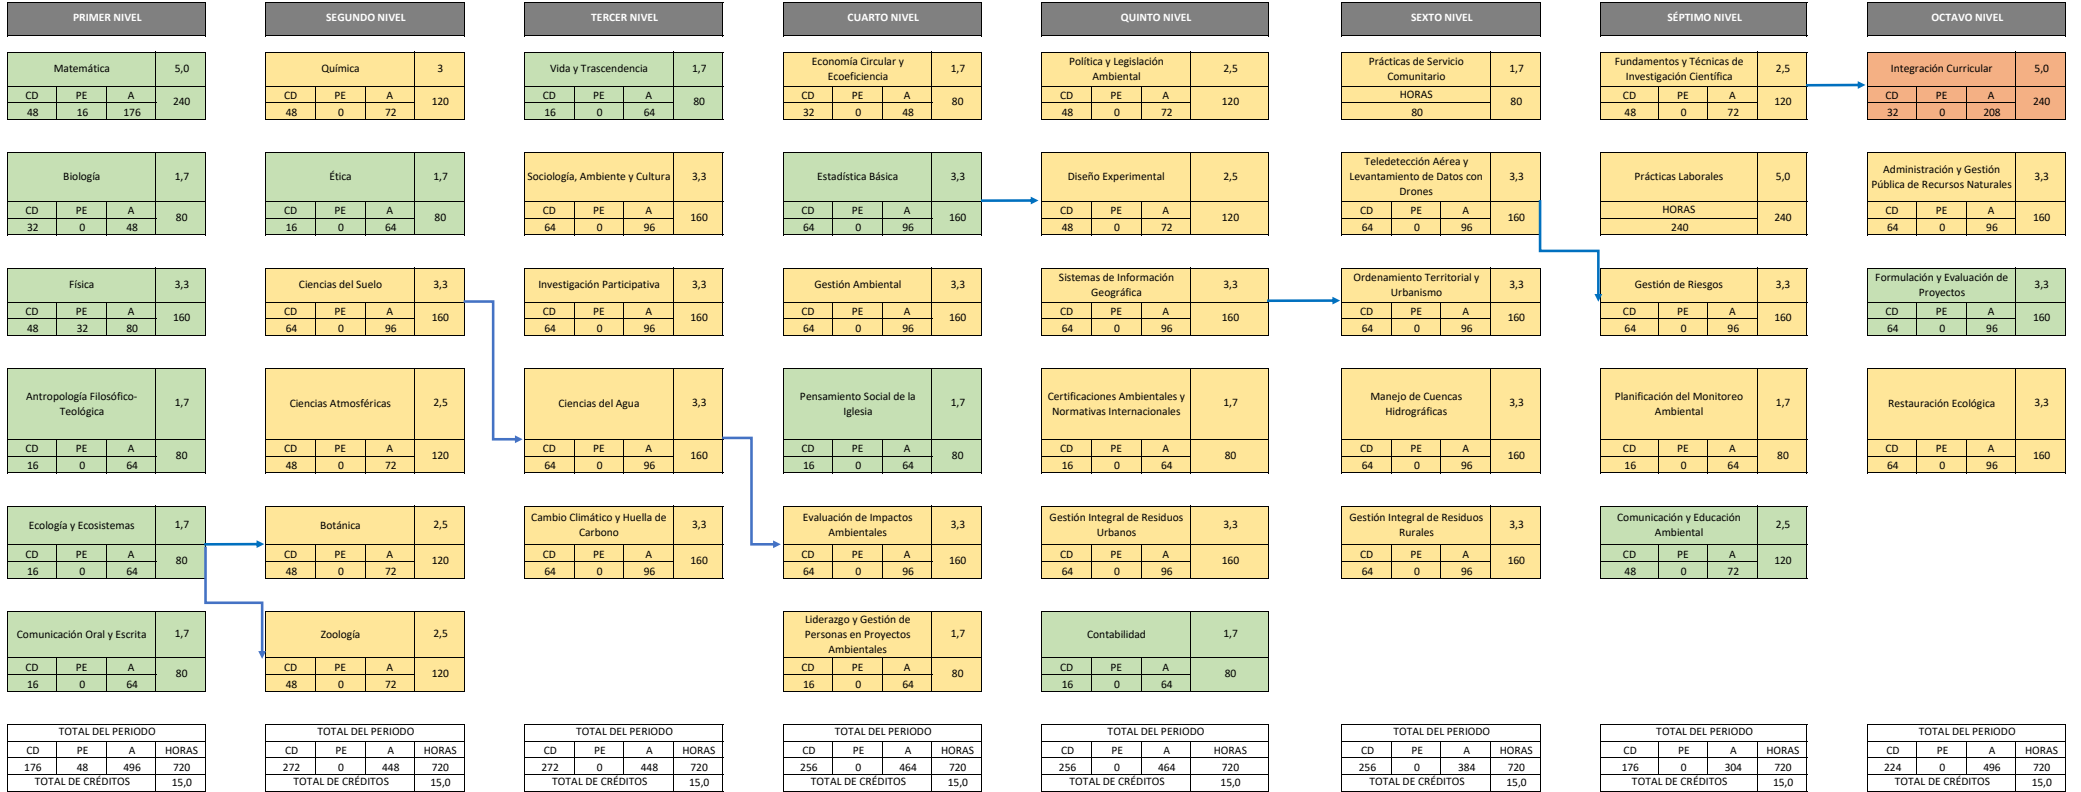 PRIMER NIVEL
Matemática 5,0
CD PE A 240
48 16 176
Biología 1,7
CD PE A 80
32 0 48
Física 3,3
CD PE A 160
48 32 80
Antropología Filosófico-
Teológica 1,7
CD PE A 80
16 0 64
Ecología y Ecosistemas 1,7
CD PE A 80
16 0 64
Comunicación Oral y Escrita 1,7
CD PE A 80
16 0 64
TOTAL DEL PERIODO
CD PE A HORAS
176 48 496 720
TOTAL DE CRÉDITOS 15,0
SEGUNDO NIVEL
Química 3
CD PE A 120
48 0 72
Ética 1,7
CD PE A 80
16 0 64
Ciencias del Suelo 3,3
CD PE A 160
64 0 96
Ciencias Atmosféricas 2,5
CD PE A 120
48 0 72
Botánica 2,5
CD PE A 120
48 0 72
Zoología 2,5
CD PE A 120
48 0 72
TOTAL DEL PERIODO
CD PE A HORAS
272 0 448 720
TOTAL DE CRÉDITOS 15,0
TERCER NIVEL
Vida y Trascendencia 1,7
CD PE A 80
16 0 64
Sociología, Ambiente y Cultura 3,3
CD PE A 160
64 0 96
Investigación Participativa 3,3
CD PE A 160
64 0 96
Ciencias del Agua 3,3
CD PE A 160
64 0 96
Cambio Climático y Huella de
Carbono 3,3
CD PE A 160
64 0 96
TOTAL DEL PERIODO
CD PE A HORAS
272 0 448 720
TOTAL DE CRÉDITOS 15,0
CUARTO NIVEL
Economía Circular y
Ecoeficiencia 1,7
CD PE A 80
32 0 48
Estadística Básica 3,3
CD PE A 160
64 0 96
Gestión Ambiental 3,3
CD PE A 160
64 0 96
Pensamiento Social de la
Iglesia 1,7
CD PE A 80
16 0 64
Evaluación de Impactos
Ambientales 3,3
CD PE A 160
64 0 96
Liderazgo y Gestión de
Personas en Proyectos 1,7
Ambientales
CD PE A 80
16 0 64
TOTAL DEL PERIODO
CD PE A HORAS
256 0 464 720
TOTAL DE CRÉDITOS 15,0
QUINTO NIVEL
Política y Legislación
Ambiental 2,5
CD PE A 120
48 0 72
Diseño Experimental 2,5
CD PE A 120
48 0 72
Sistemas de Información
Geográfica 3,3
CD PE A 160
64 0 96
Certificaciones Ambientales y
Normativas Internacionales 1,7
CD PE A 80
16 0 64
Gestión Integral de Residuos
Urbanos 3,3
CD PE A 160
64 0 96
Contabilidad 1,7
CD PE A 80
16 0 64
TOTAL DEL PERIODO
CD PE A HORAS
256 0 464 720
TOTAL DE CRÉDITOS 15,0
SEXTO NIVEL
Prácticas de Servicio
Comunitario 1,7
HORAS 80
80
Teledetección Aérea y
Levantamiento de Datos con 3,3
Drones
CD PE A 160
64 0 96
Ordenamiento Territorial y
Urbanismo 3,3
CD PE A 160
64 0 96
Manejo de Cuencas
Hidrográficas 3,3
CD PE A 160
64 0 96
Gestión Integral de Residuos
Rurales 3,3
CD PE A 160
64 0 96
TOTAL DEL PERIODO
CD PE A HORAS
256 0 384 720
TOTAL DE CRÉDITOS 15,0
SÉPTIMO NIVEL
Fundamentos y Técnicas de
Investigación Científica 2,5
CD PE A 120
48 0 72
Prácticas Laborales 5,0
HORAS 240
240
Gestión de Riesgos 3,3
CD PE A 160
64 0 96
Planificación del Monitoreo
Ambiental 1,7
CD PE A 80
16 0 64
Comunicación y Educación
Ambiental 2,5
CD PE A 120
48 0 72
TOTAL DEL PERIODO
CD PE A HORAS
176 0 304 720
TOTAL DE CRÉDITOS 15,0
OCTAVO NIVEL
Integración Curricular 5,0
CD PE A 240
32 0 208
Administración y Gestión
Pública de Recursos Naturales 3,3
CD PE A 160
64 0 96
Formulación y Evaluación de
Proyectos 3,3
CD PE A 160
64 0 96
Restauración Ecológica 3,3
CD PE A 160
64 0 96
TOTAL DEL PERIODO
CD PE A HORAS
224 0 496 720
TOTAL DE CRÉDITOS 15,0